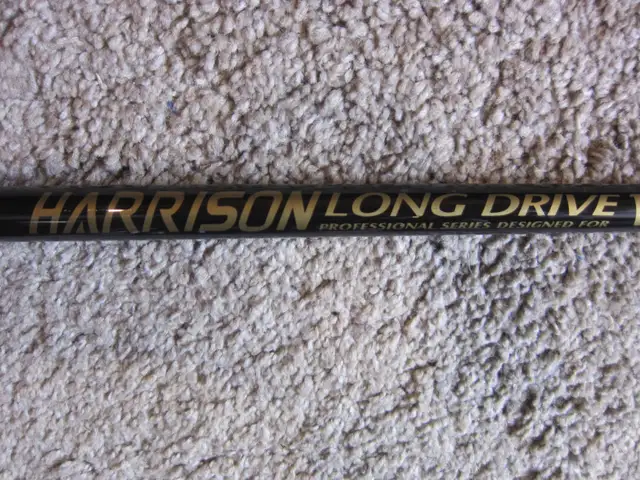 HARRISON LONG DRIVE
PROFESSIONAL SERIES DESIGNED FOR